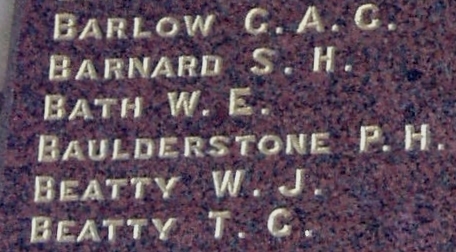 BARLOW G. A. G.
BARNARD S. H.
BATH W. E.
BAULDERSTONE P. H.
BEATTY W. J.
BEATTY T. G.